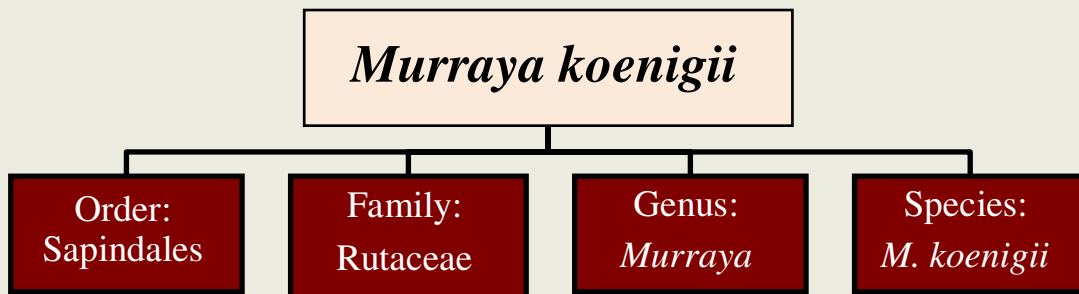 Murraya koenigii
Order:
Sapindales
Family:
Rutaceae
Genus:
Murraya
Species:
M. koenigii